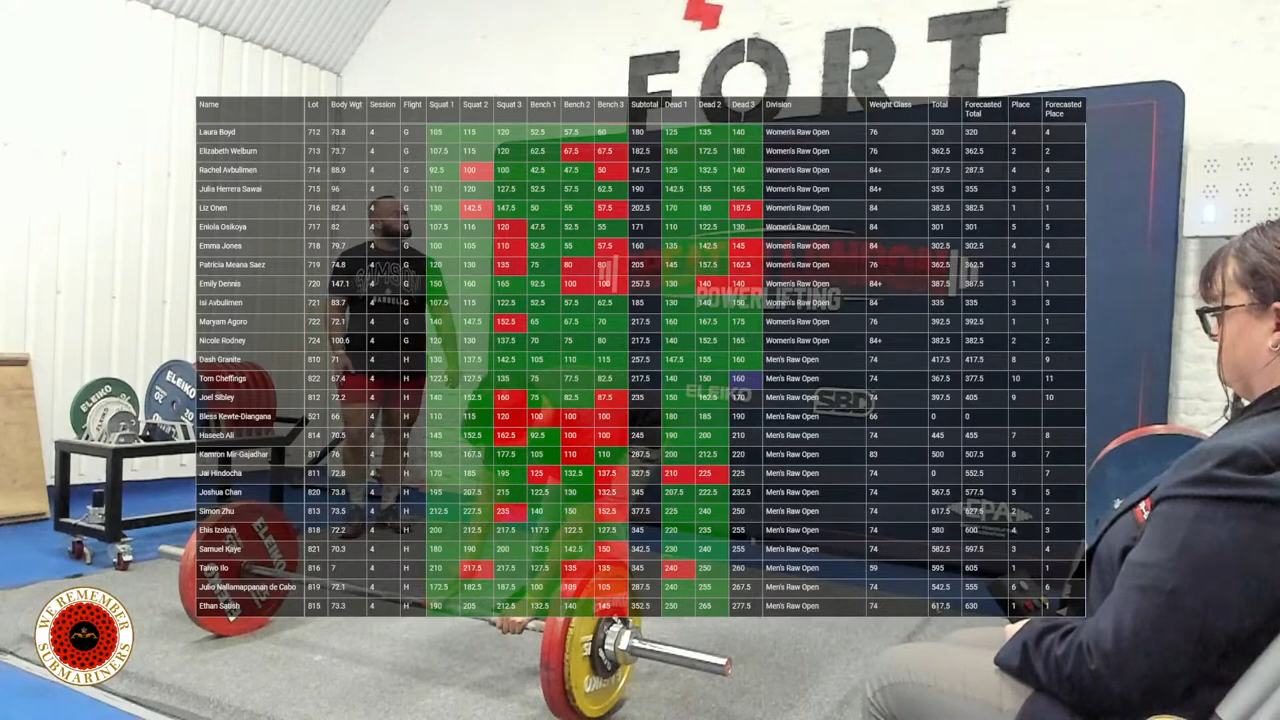 FORT
Name Lot Body Wgt Session Flight Squat 1 Squat 2 Squat 3 Bench 1 Bench 2 Bench 3 Subtotal Dead 1 Dead 2 Dead 3 Division Weight Class Total Forecasted Total Place Forecasted Place
Laura Boyd 712 73.8 4 G 105 115 120 52.5 57.5 60 180 125 135 140 Women's Raw Open 76 320 320 4 4
Elizabeth Welburn 713 73.7 4 G 107.5 115 120 62.5 67.5 67.5 182.5 165 172.5 180 Women's Raw Open 76 362.5 362.5 2 2
Rachel Avbulimen 714 88.9 4 G 92.5 100 100 42.5 47.5 50 147.5 125 132.5 140 Women's Raw Open 84+ 287.5 287.5 4 4
Julia Herrera Sawai 715 96 4 G 110 120 127.5 52.5 57.5 62.5 190 142.5 155 165 Women's Raw Open 84+ 355 355 3 3
Liz Onen 716 82.4 4 G 130 142.5 147.5 50 55 57.5 202.5 170 180 187.5 Women's Raw Open 84 382.5 382.5 1 1
Eniola Osikoya 717 82 4 G 107.5 116 120 47.5 52.5 55 171 110 122.5 130 Women's Raw Open 84 301 301 5 5
Emma Jones 718 79.7 4 G 100 105 110 52.5 55 57.5 160 135 142.5 145 Women's Raw Open 84 302.5 302.5 4 4
Patricia Meana Saez 719 74.8 4 G 120 130 135 75 80 80 205 145 157.5 162.5 Women's Raw Open 76 362.5 362.5 3 3
Emily Dennis 720 147.1 4 G 150 160 165 92.5 100 100 257.5 130 140 140 Women's Raw Open 84+ 387.5 387.5 1 1
Isi Avbulimen 721 83.7 4 G 107.5 115 122.5 52.5 57.5 62.5 185 130 140 150 Women's Raw Open 84 335 335 3 3
Maryam Agoro 722 72.1 4 G 140 147.5 152.5 65 67.5 70 217.5 160 167.5 175 Women's Raw Open 76 392.5 392.5 1 1
Nicole Rodney 724 100.6 4 G 120 130 137.5 70 75 80 217.5 140 152.5 165 Women's Raw Open 84+ 382.5 382.5 2 2
Dash Granite 810 71 4 H 130 137.5 142.5 105 110 115 257.5 147.5 155 160 Men's Raw Open 74 417.5 417.5 8 9
Tom Cheffings 822 67.4 4 H 122.5 127.5 135 75 77.5 82.5 217.5 140 150 160 Men's Raw Open 74 367.5 377.5 10 11
Joel Sibley 812 72.2 4 H 140 152.5 160 75 82.5 87.5 235 150 162.5 170 Men's Raw Open 74 397.5 405 9 10
Bless Kewte-Diangana 521 66 4 H 110 115 120 100 100 100 180 185 190 Men's Raw Open 66 0 0
Haseeb Ali 814 70.5 4 H 145 152.5 162.5 92.5 100 100 245 190 200 210 Men's Raw Open 74 445 455 7 8
Kamron Mir-Gajadhar 817 76 4 H 155 167.5 177.5 105 110 110 287.5 200 212.5 220 Men's Raw Open 83 500 507.5 8 7
Jai Hindocha 811 72.8 4 H 170 185 195 125 132.5 137.5 327.5 210 225 225 Men's Raw Open 74 0 552.5 7
Joshua Chan 820 73.8 4 H 195 207.5 215 122.5 130 132.5 345 207.5 222.5 232.5 Men's Raw Open 74 567.5 577.5 5 5
Simon Zhu 813 73.5 4 H 212.5 227.5 235 140 150 152.5 377.5 225 240 250 Men's Raw Open 74 617.5 627.5 2 2
Ehis Izokun 818 72.2 4 H 200 212.5 217.5 117.5 122.5 127.5 345 220 235 255 Men's Raw Open 74 580 600 4 3
Samuel Kaye 821 70.3 4 H 180 190 200 132.5 142.5 150 342.5 230 240 255 Men's Raw Open 74 582.5 597.5 3 4
Taiwo Ilo 816 7 4 H 210 217.5 217.5 127.5 135 135 345 240 250 260 Men's Raw Open 59 595 605 1 1
Julio Nallamappanan de Cabo 819 72.1 4 H 172.5 182.5 187.5 100 105 105 287.5 240 255 267.5 Men's Raw Open 74 542.5 555 6 6
Ethan Satish 815 73.3 4 H 190 205 212.5 132.5 140 145 352.5 250 265 277.5 Men's Raw Open 74 617.5 630 1 1
POWERLIFTING
ELEIKO
SBD
EPA
ELEIKO
WE REMEMBER SUBMARINERS